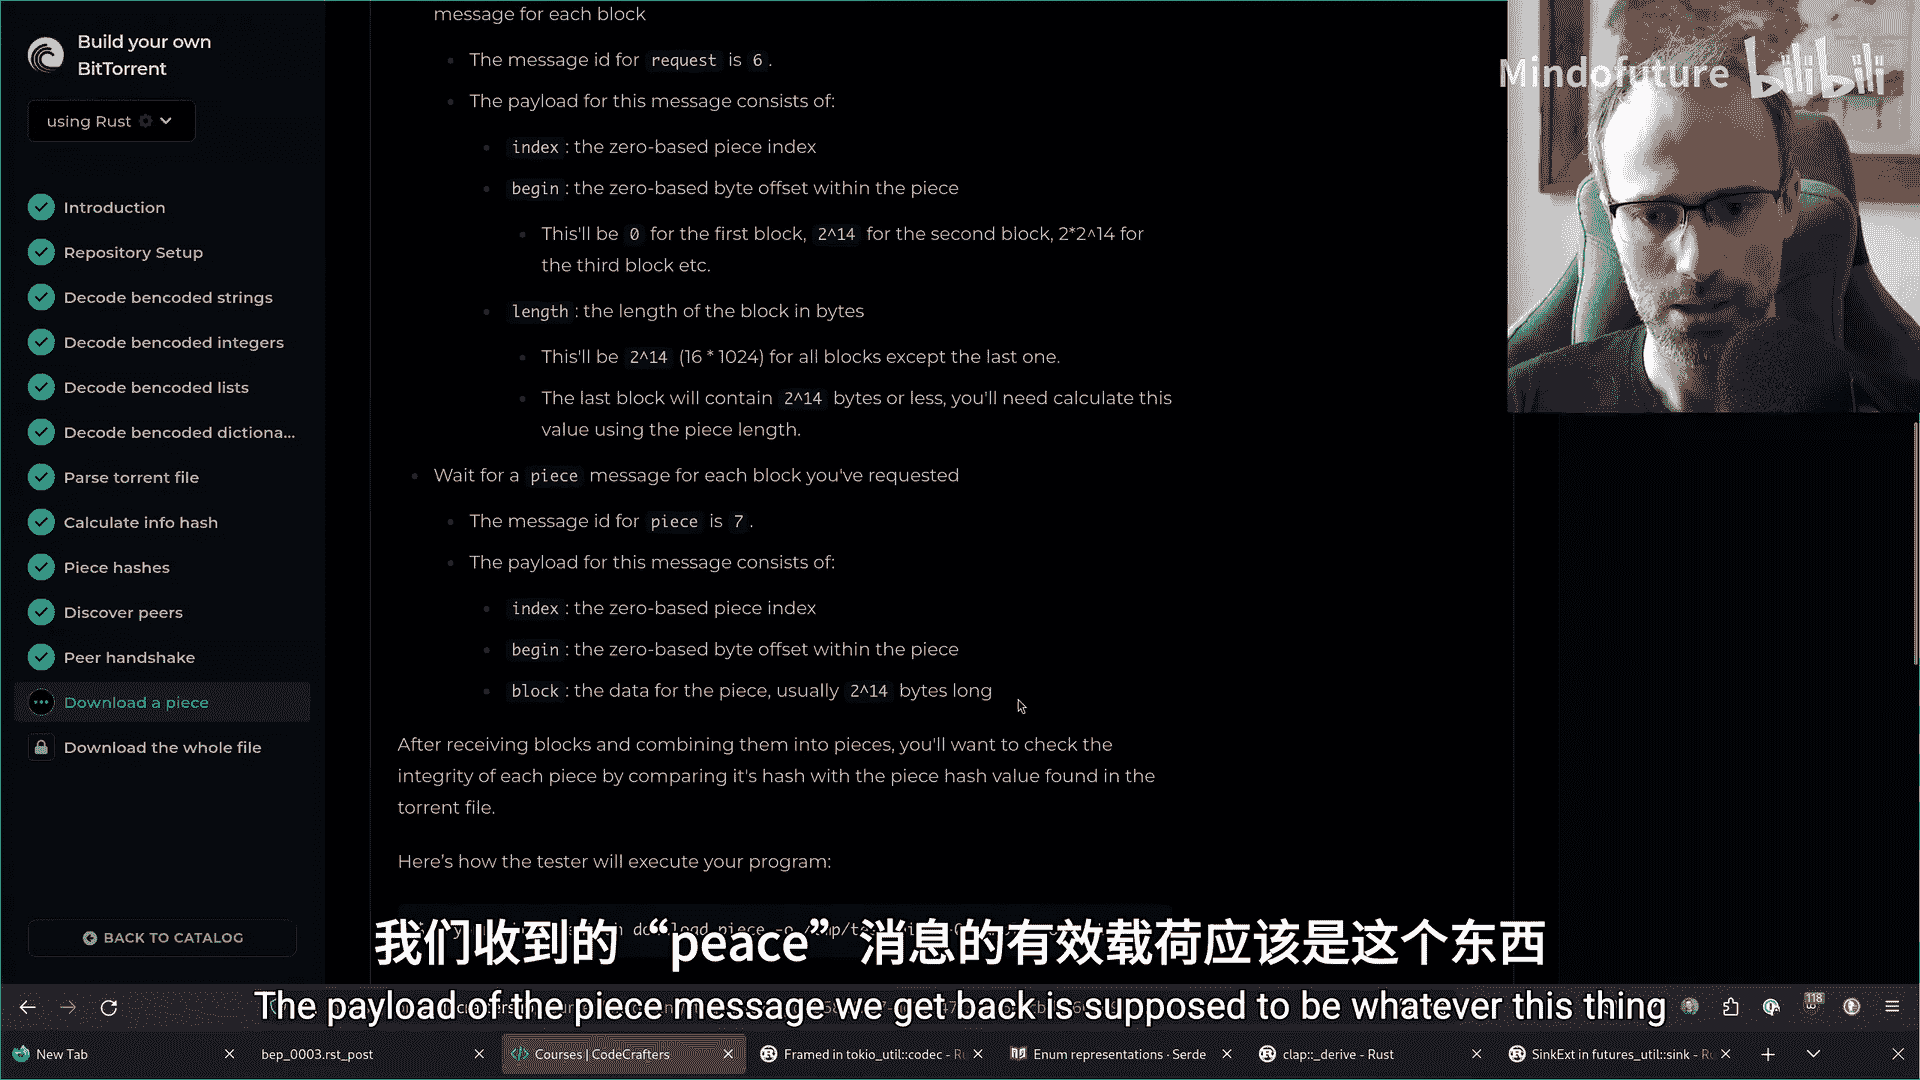 message for each block
Build your own
BitTorrent
using Rust
Introduction
Repository Setup
Decode bencoded strings
Decode bencoded integers
Decode bencoded lists
Decode bencoded dictiona...
Parse torrent file
Calculate info hash
Piece hashes
Discover peers
Peer handshake
Download a piece
Download the whole file
BACK TO CATALOG
The message id for request is 6 .
The payload for this message consists of:
index : the zero-based piece index
begin : the zero-based byte offset within the piece
This'll be 0 for the first block, 2^14 for the second block, 2*2^14 for
the third block etc.
length : the length of the block in bytes
This'll be 2^14 (16 * 1024) for all blocks except the last one.
The last block will contain 2^14 bytes or less, you'll need calculate this
value using the piece length.
Wait for a piece message for each block you've requested
The message id for piece is 7 .
The payload for this message consists of:
index : the zero-based piece index
begin : the zero-based byte offset within the piece
block : the data for the piece, usually 2^14 bytes long
After receiving blocks and combining them into pieces, you'll want to check the
integrity of each piece by comparing it's hash with the piece hash value found in the
torrent file.
Here's how the tester will execute your program:
Mindofuture bilibili
我们收到的“peace”消息的有效载荷应该是这个东西
The payload of the piece message we get back is supposed to be whatever this thing
118
New Tab
bep_0003.rst_post
Courses | CodeCrafters
Framed in tokio_util::codec - Ru
Enum representations · Serde
clap::_derive - Rust
SinkExt in futures_util::sink - Ru